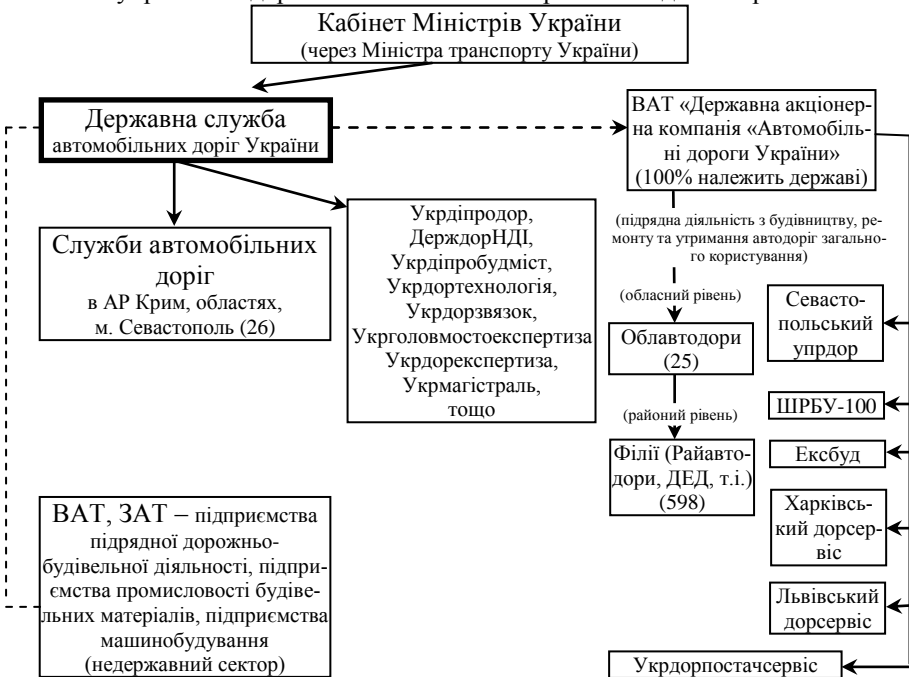 Кабінет Міністрів України
(через Міністра транспорту України)
Державна служба
автомобільних доріг України
ВАТ «Державна акціонер-
на компанія «Автомобіль-
ні дороги України»
(100% належить державі)
Служби автомобільних
доріг
в АР Крим, областях,
м. Севастополь (26)
Укрдіпродор,
ДерждорНДІ,
Укрдіпробудміст,
Укрдортехнологія,
Укрдорзвязок,
Укрголовмостоекспертиза
Укрдорекспертиза,
Укрмагістраль,
тощо
(підрядна діяльність з будівництву, ре-
монту та утримання автодоріг загально-
го користування)
(обласний рівень)
Облавтодори
(25)
(районий рівень)
Філії (Райавто-
дори, ДЕД, т.і.)
(598)
Севасто-
польський
упрдор
ШРБУ-100
Ексбуд
Харківсь-
кий дорсер-
віс
Львівський
дорсервіс
Укрдорпостачсервіс
ВАТ, ЗАТ – підприємства
підрядної дорожньо-
будівельної діяльності, підпри-
ємства промисловості будіве-
льних матеріалів, підприємства
машинобудування
(недержавний сектор)